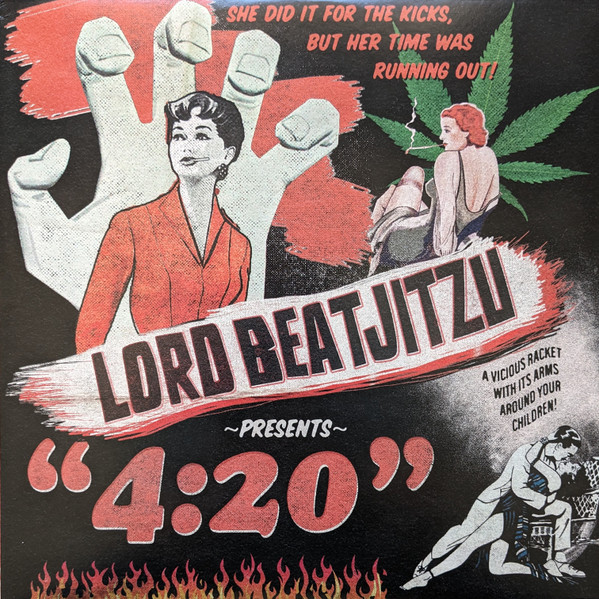 SHE DID IT FOR THE KICKS,
BUT HER TIME WAS
RUNNING OUT!
LORD BEATJITZU
A VICIOUS RACKET
WITH ITS ARMS
AROUND YOUR
CHILDREN!
~PRESENTS~
"4:20"